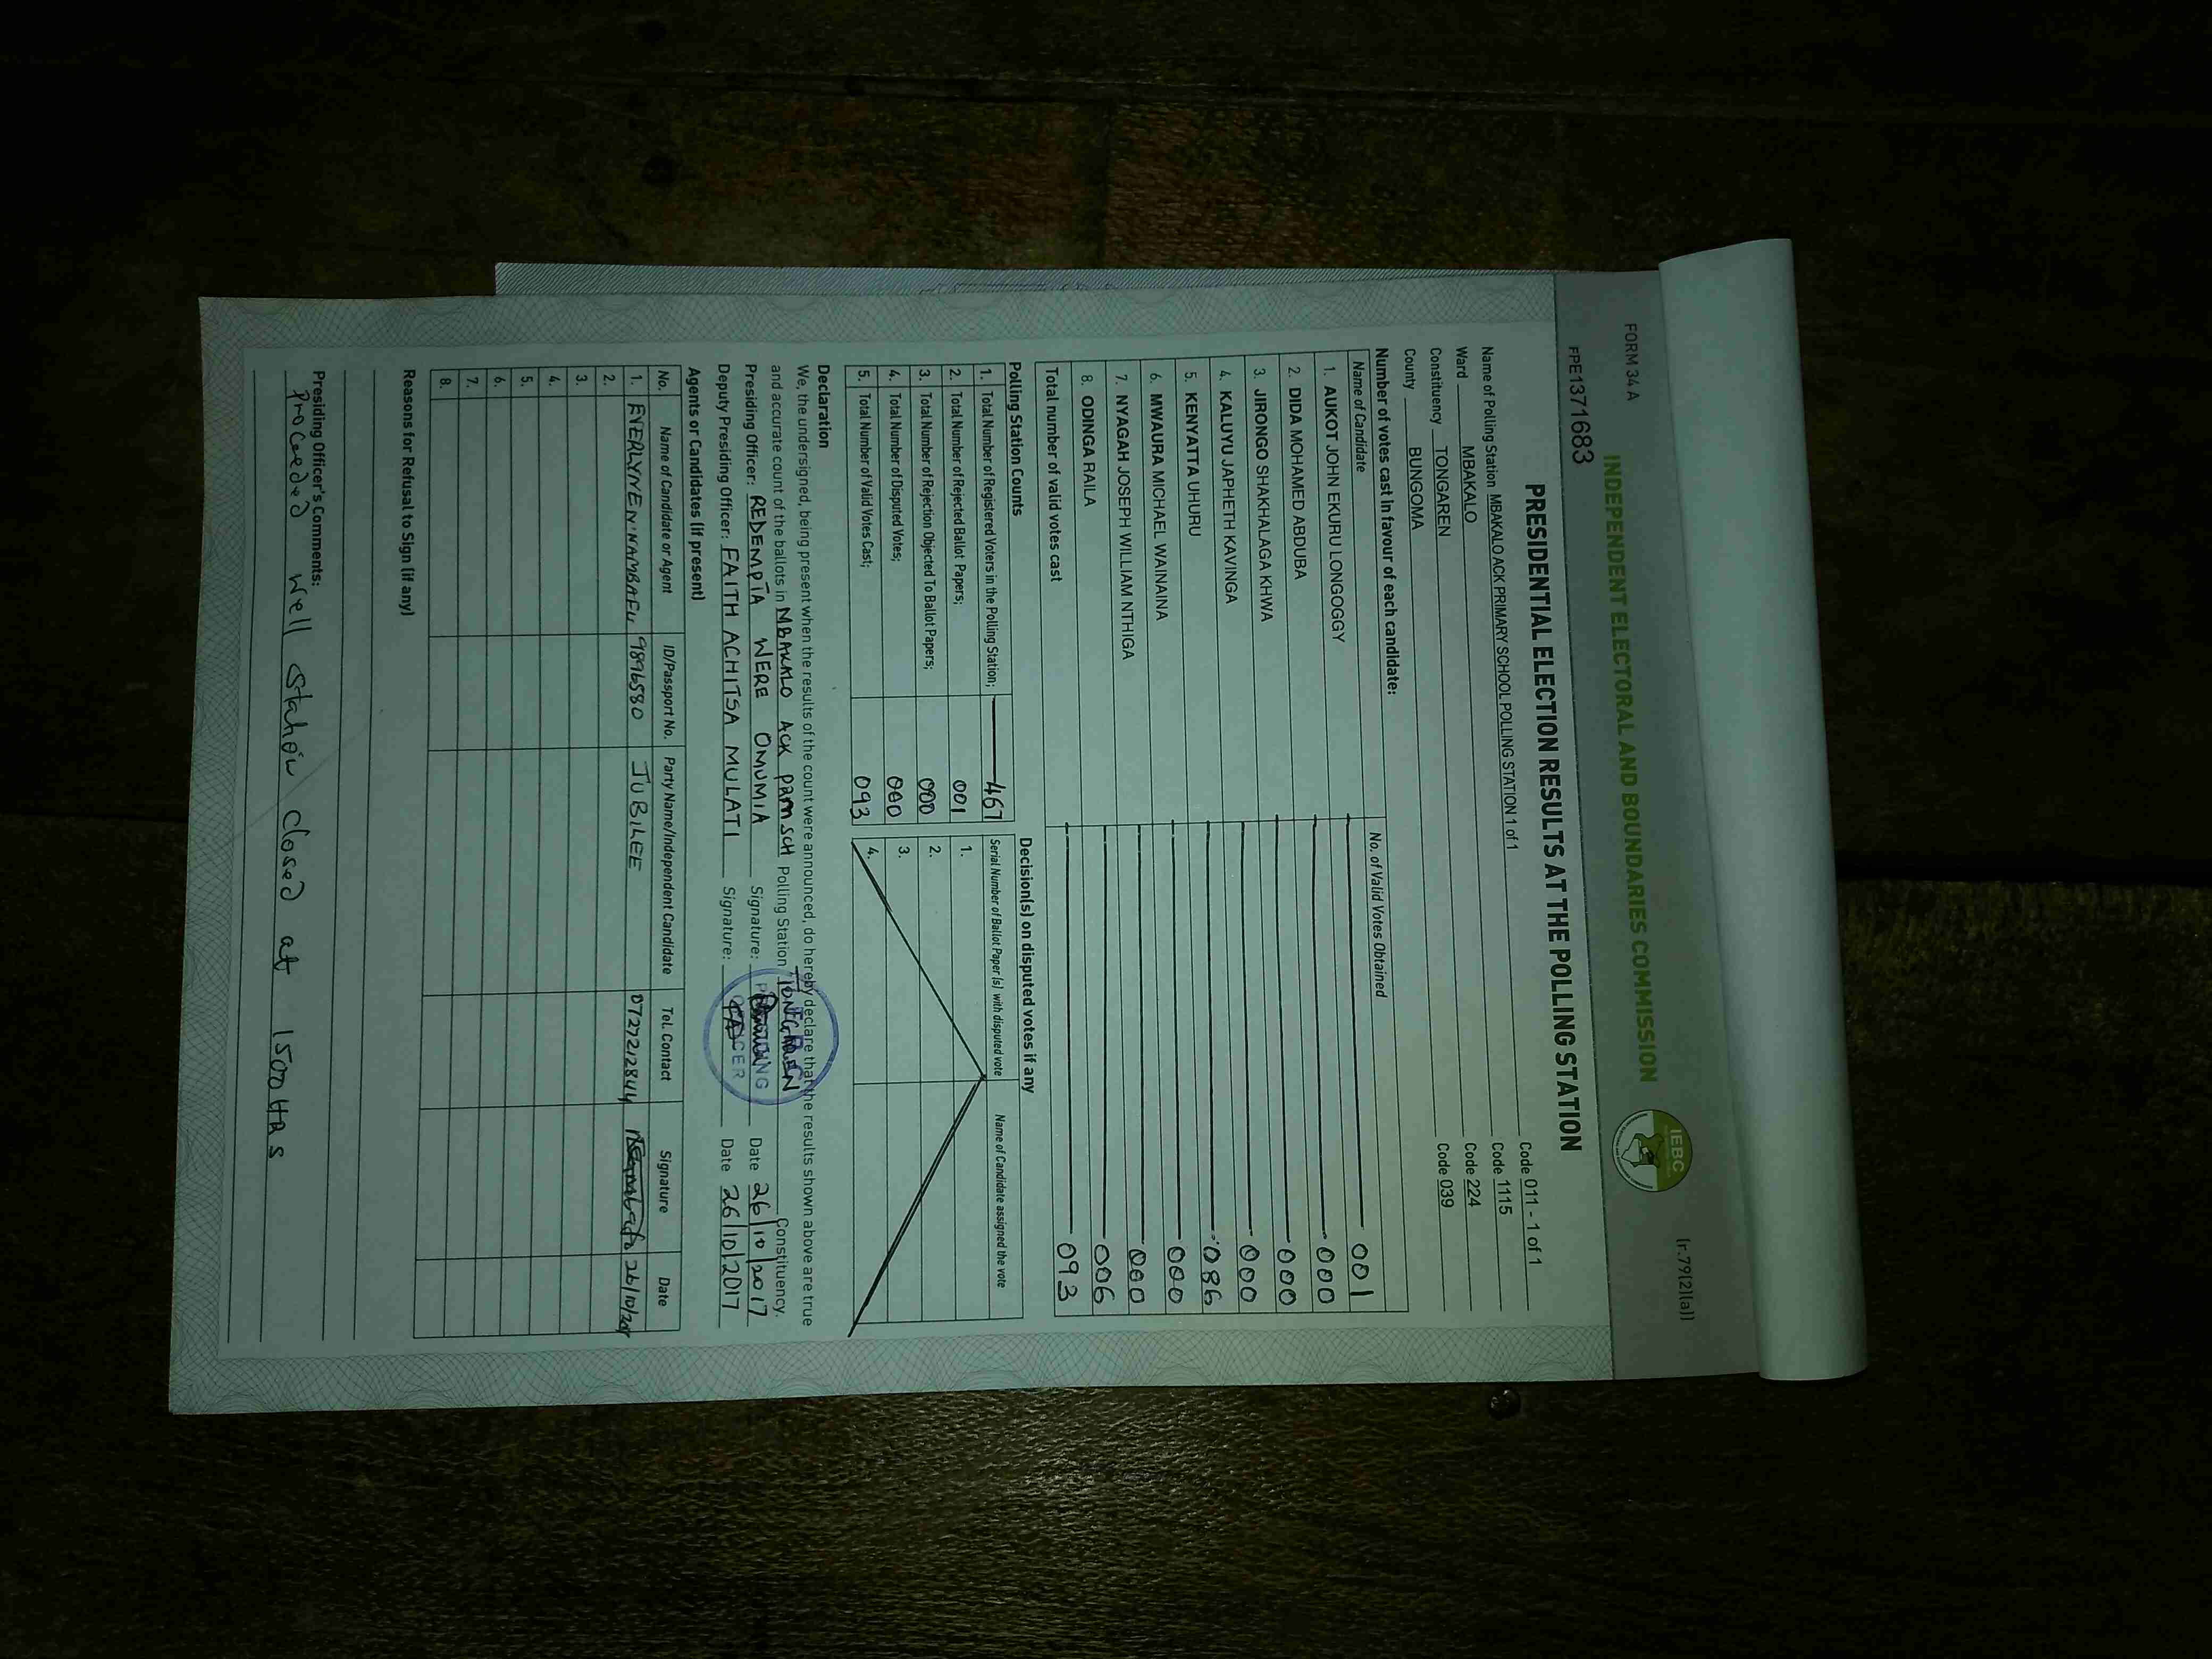 FORM 34 A
(r.79(2)(a))
INDEPENDENT ELECTORAL AND BOUNDARIES COMMISSION
IEBC
FPE1371683
PRESIDENTIAL ELECTION RESULTS AT THE POLLING STATION
Name of Polling Station MBAKALO ACK PRIMARY SCHOOL POLLING STATION 1 of 1 Code 011 - 1 of 1
Ward MBAKALO Code 1115
Constituency TONGAREN Code 224
County BUNGOMA Code 039
Number of votes cast in favour of each candidate:
Name of Candidate No. of Valid Votes Obtained
1. AUKOT JOHN EKURU LONGOGGY 001
2. DIDA MOHAMED ABDUBA 000
3. JIRONGO SHAKHALAGA KHWA 000
4. KALUYU JAPHETH KAVINGA 000
5. KENYATTA UHURU 086
6. MWAURA MICHAEL WAINAINA 000
7. NYAGAH JOSEPH WILLIAM NTHIGA 000
8. ODINGA RAILA 006
Total number of valid votes cast 093
Polling Station Counts
1. Total Number of Registered Voters in the Polling Station; 467
2. Total Number of Rejected Ballot Papers; 001
3. Total Number of Rejection Objected To Ballot Papers; 000
4. Total Number of Disputed Votes; 000
5. Total Number of Valid Votes Cast; 093
Decision(s) on disputed votes if any
Serial Number of Ballot Paper (s) with disputed vote Name of Candidate assigned the vote
1.
2.
3.
4.
Declaration
We, the undersigned, being present when the results of the count were announced, do hereby declare that the results shown above are true
and accurate count of the ballots in MBAKALO ACK PRM SCH Polling Station TONGAREN Constituency.
Presiding Officer: REDEMPTA WERE OMUMIA Signature: Date 26/10/2017
Deputy Presiding Officer: FAITH ACHITSA MULATI Signature: Date 26/10/2017
Agents or Candidates (if present)
No. Name of Candidate or Agent ID/Passport No. Party Name/Independent Candidate Tel. Contact Signature Date
1. EVERLYNE N. NAMBAFU 9896580 JUBILEE 0727212844 26/10/2017
2.
3.
4.
5.
6.
7.
8.
Reasons for Refusal to Sign (if any)
Presiding Officer's Comments:
Proceeded well station closed at 1500HRS